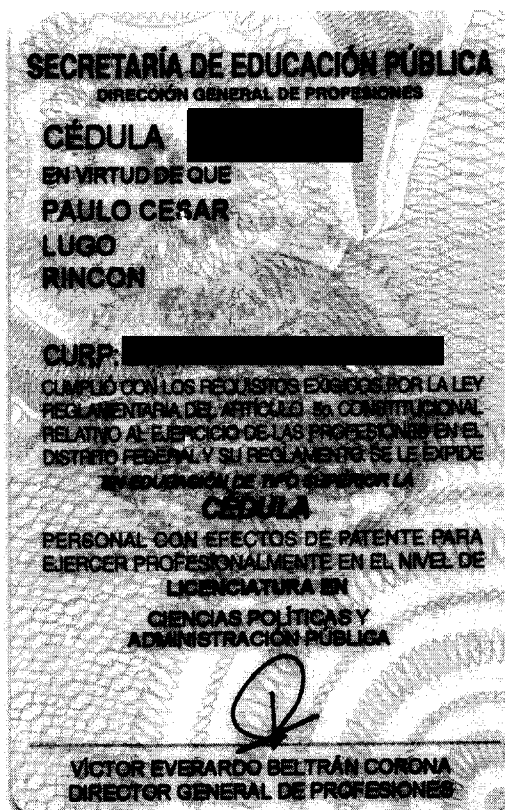 SECRETARÍA DE EDUCACIÓN PÚBLICA
DIRECCIÓN GENERAL DE PROFESIONES
CÉDULA
EN VIRTUD DE QUE
PAULO CESAR
LUGO
RINCON
CURP:
CUMPLIÓ CON LOS REQUISITOS EXIGIDOS POR LA LEY
REGLAMENTARIA DEL ARTÍCULO 5o. CONSTITUCIONAL
RELATIVO AL EJERCICIO DE LAS PROFESIONES EN EL
DISTRITO FEDERAL Y SU REGLAMENTO SE LE EXPIDE
EN EDUCACIÓN DE TIPO SUPERIOR LA
CÉDULA
PERSONAL CON EFECTOS DE PATENTE PARA
EJERCER PROFESIONALMENTE EN EL NIVEL DE
LICENCIATURA EN
CIENCIAS POLÍTICAS Y
ADMINISTRACIÓN PÚBLICA
VÍCTOR EVERARDO BELTRÁN CORONA
DIRECTOR GENERAL DE PROFESIONES